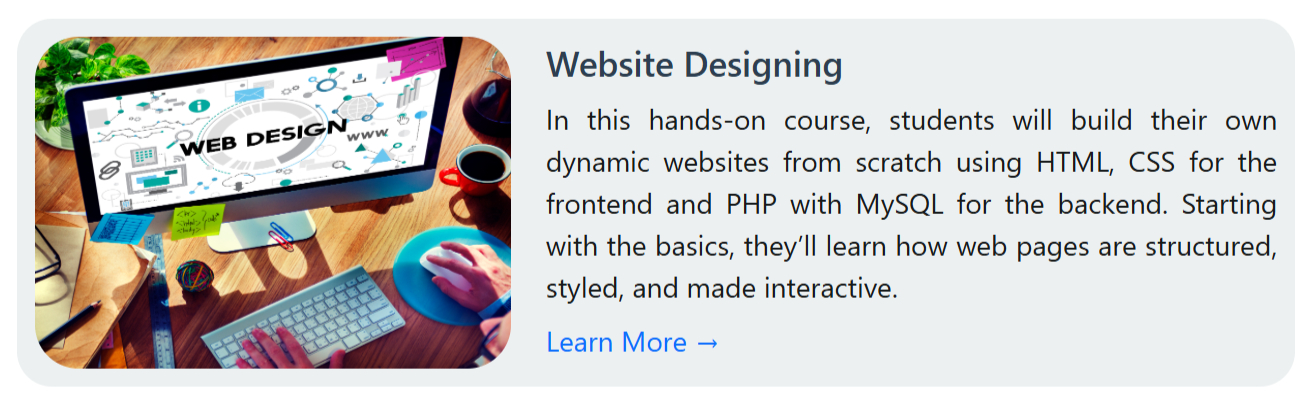 WEB DESIGN
www.
Website Designing
In this hands-on course, students will build their own
dynamic websites from scratch using HTML, CSS for the
frontend and PHP with MySQL for the backend. Starting
with the basics, they’ll learn how web pages are structured,
styled, and made interactive.
Learn More →